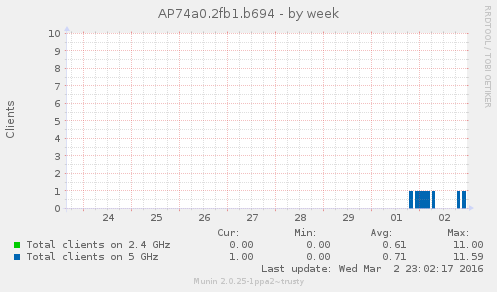 AP74a0.2fb1.b694 - by week
RRDTOOL / TOBI OETIKER
Clients
10
9
8
7
6
5
4
3
2
1
0
24 25 26 27 28 29 01 02
Cur: Min: Avg: Max:
Total clients on 2.4 GHz 0.00 0.00 0.61 11.00
Total clients on 5 GHz 1.00 0.00 0.71 11.59
Last update: Wed Mar 2 23:02:17 2016
Munin 2.0.25-1ppa2~trusty